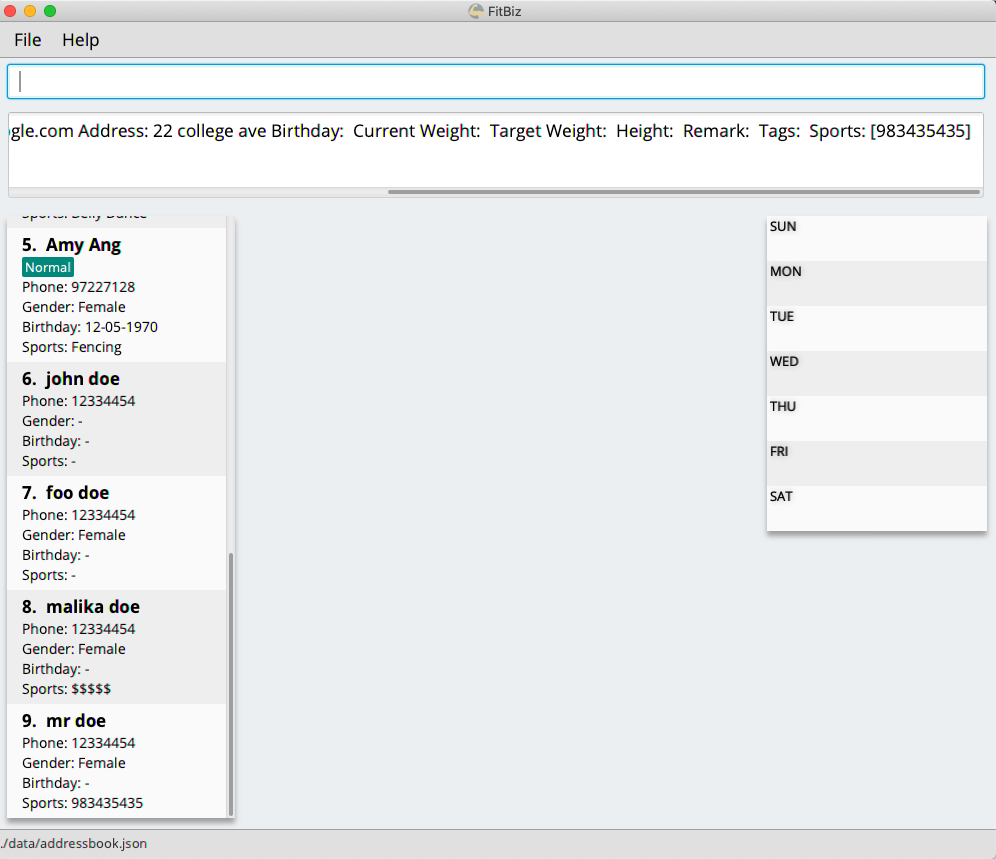 FitBiz
File Help
gle.com Address: 22 college ave Birthday:  Current Weight:  Target Weight:  Height:  Remark:  Tags:  Sports: [983435435]
Sports: Belly Dance
5. Amy Ang
Normal
Phone: 97227128
Gender: Female
Birthday: 12-05-1970
Sports: Fencing
6. john doe
Phone: 12334454
Gender: -
Birthday: -
Sports: -
7. foo doe
Phone: 12334454
Gender: Female
Birthday: -
Sports: -
8. malika doe
Phone: 12334454
Gender: Female
Birthday: -
Sports: $$$$$
9. mr doe
Phone: 12334454
Gender: Female
Birthday: -
Sports: 983435435
SUN
MON
TUE
WED
THU
FRI
SAT
./data/addressbook.json